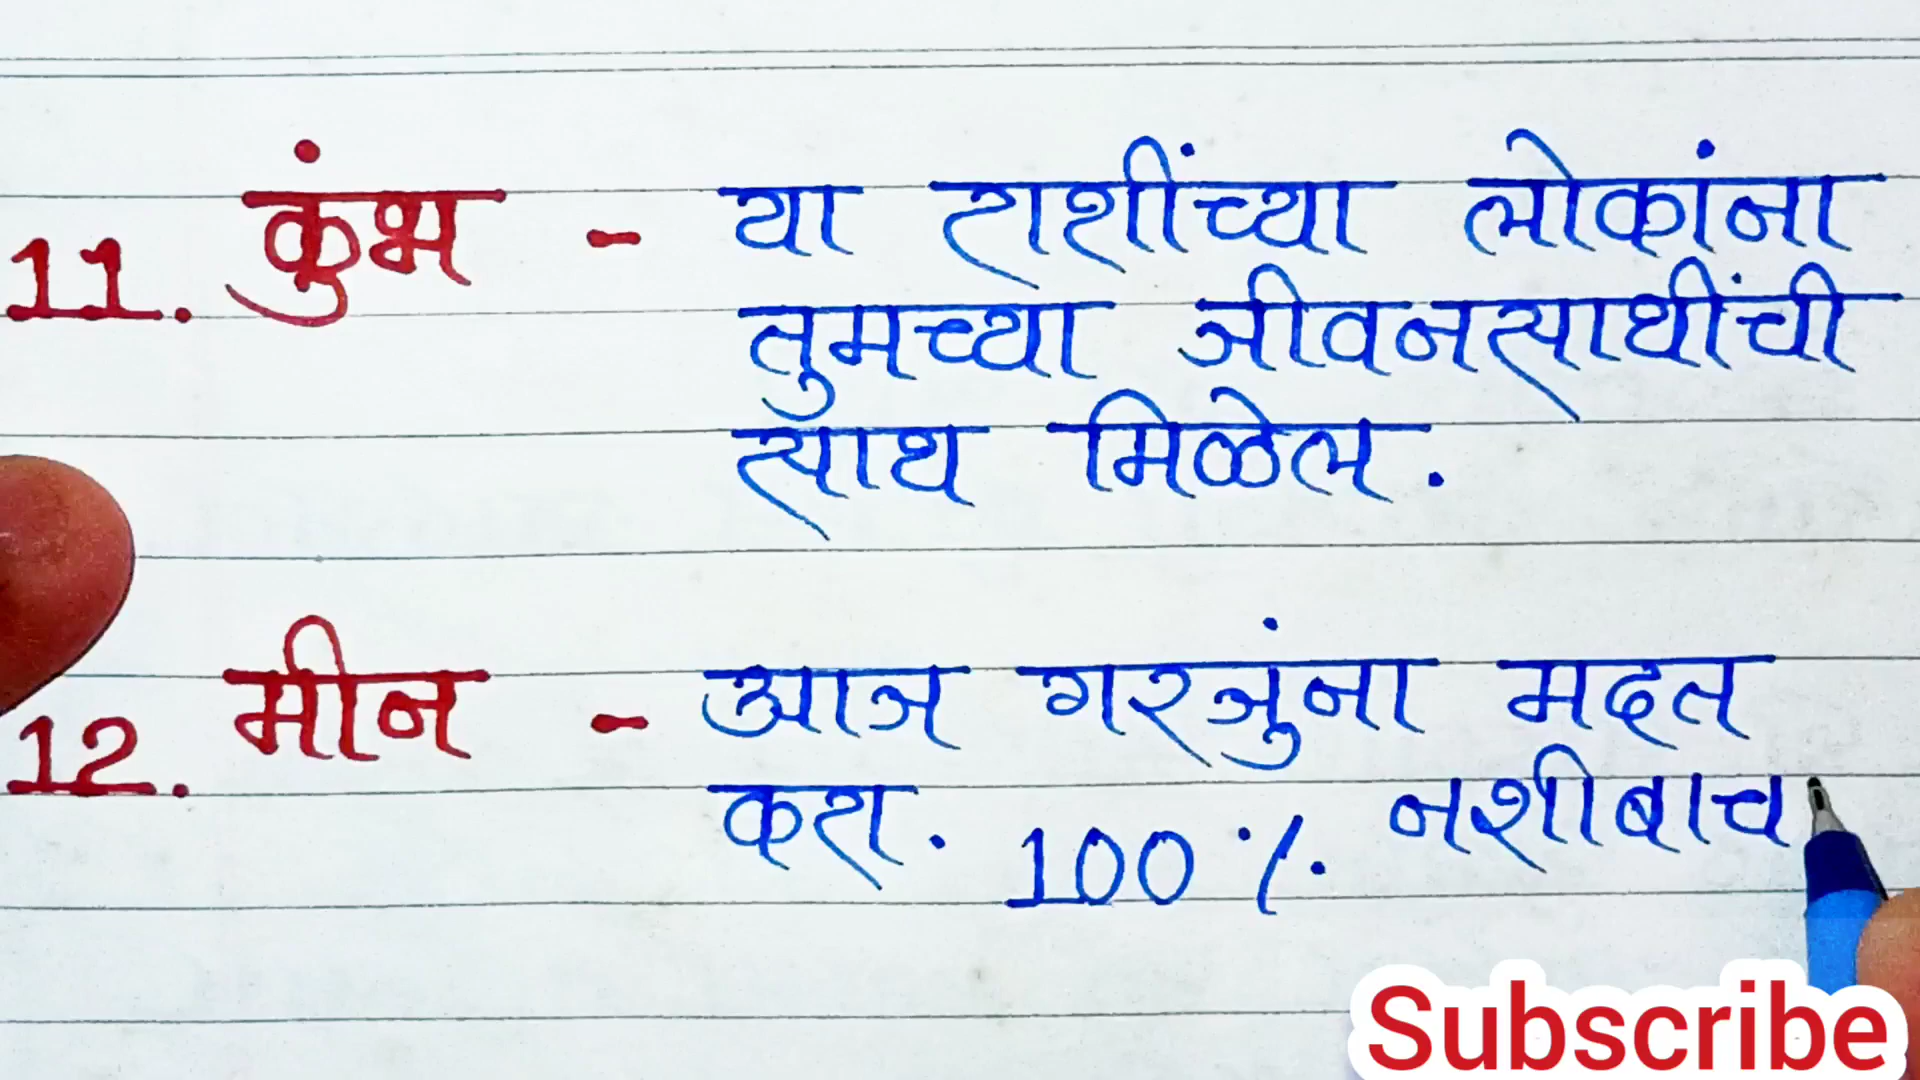 11. कुंभ - या राशींच्या लोकांना
तुमच्या जीवनसाथींची
साथ मिळेल.
12. मीन - आज गरजुंना मदत
करा. 100 % नशीबाच
Subscribe